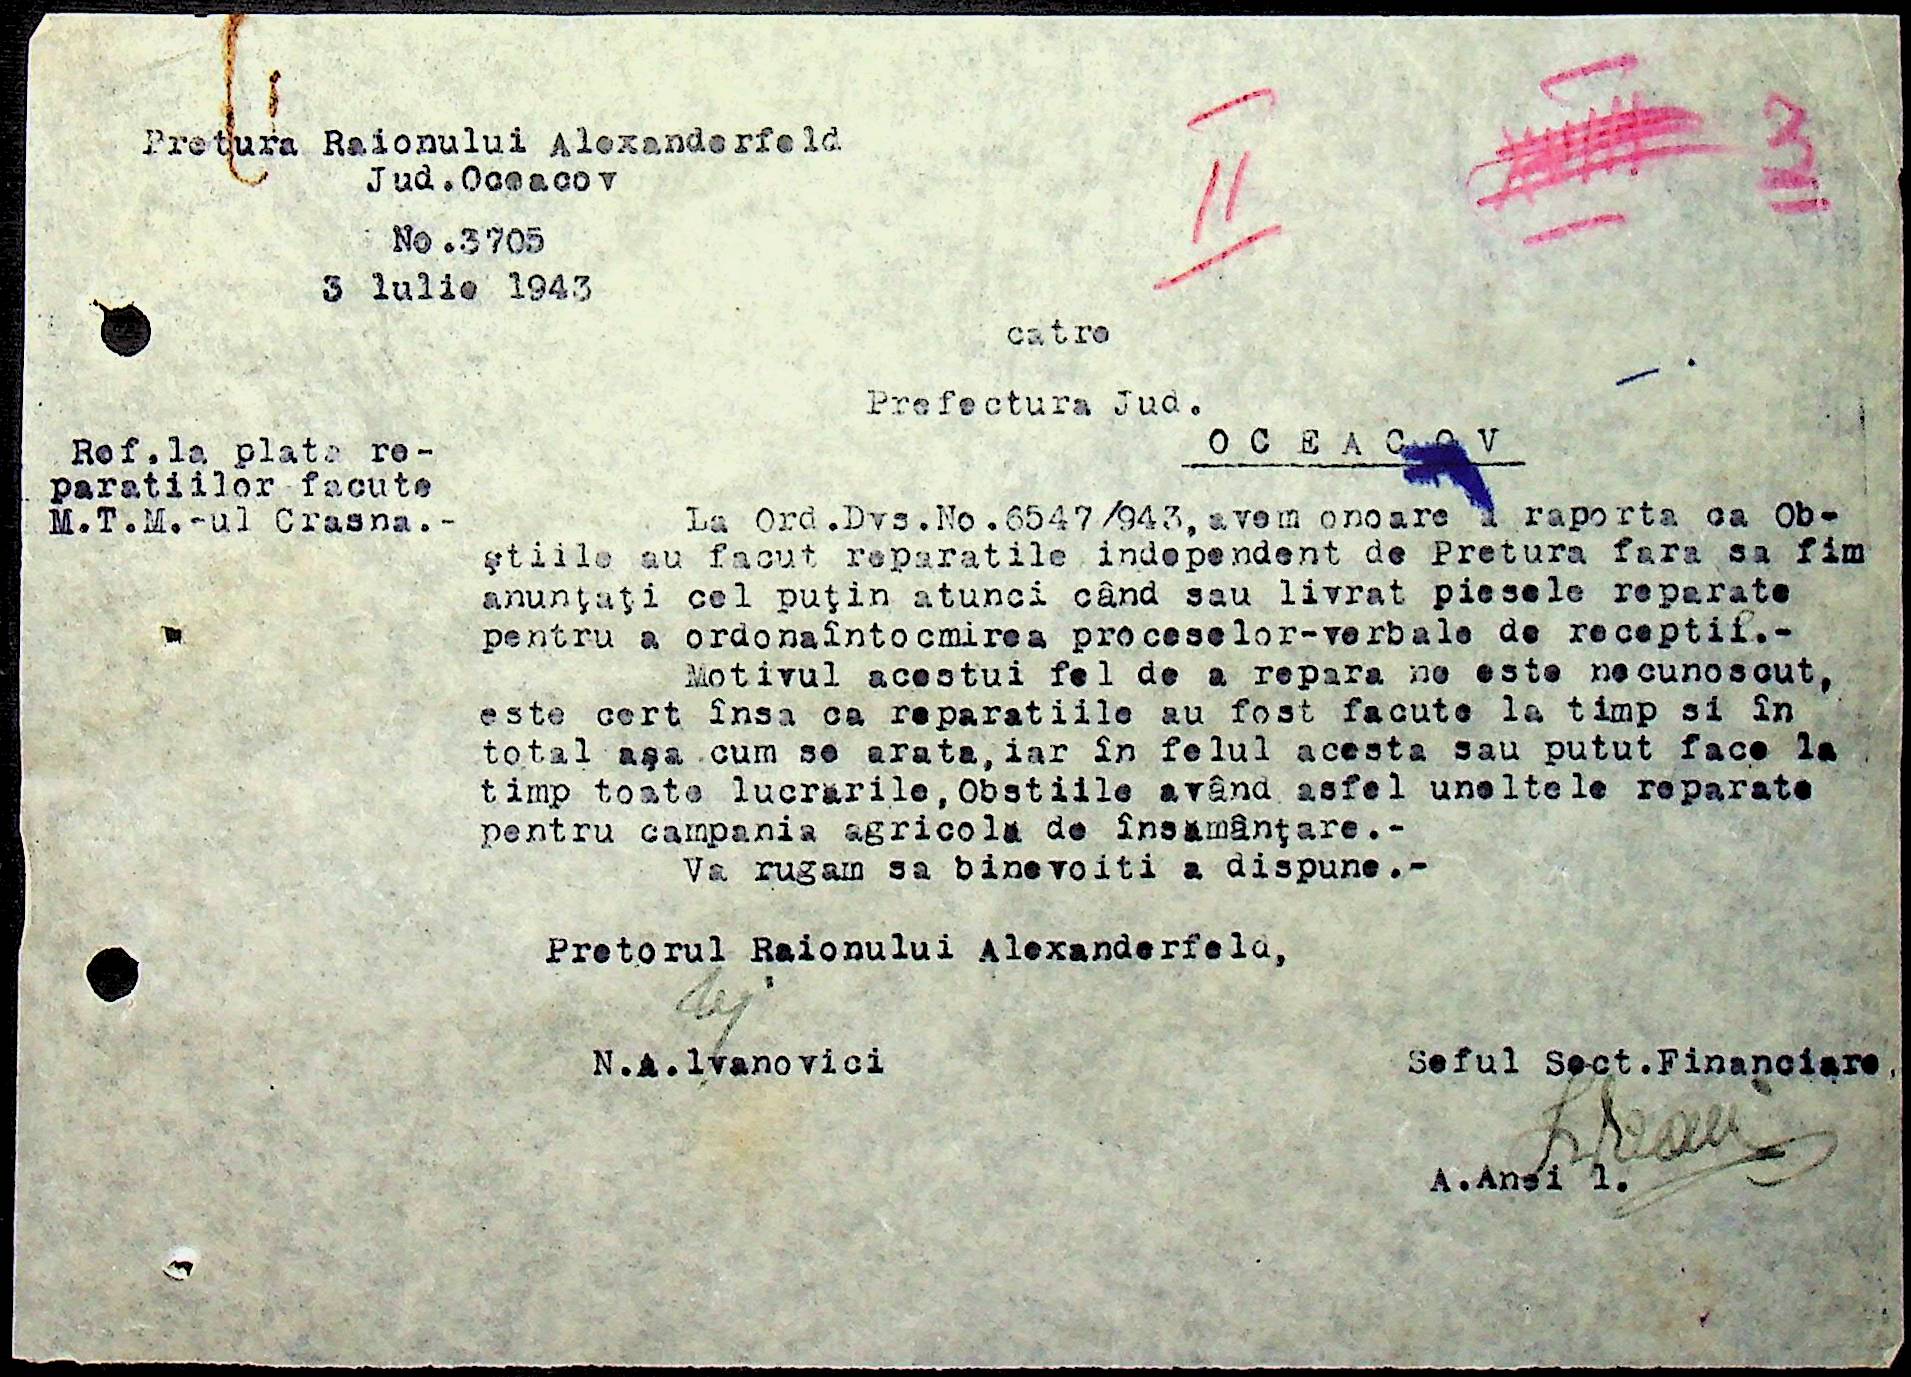 Pretura Raionului Alexanderfeld
Jud.Oceacov
No.3705
3 lulie 1943
II
3
catre
Prefectura Jud.
O C E A C O V
Ref.la plata re-
paratiilor facute
M.T.M.-ul Crasna.-
La Ord.Dvs.No.6547/943,avem onoare a raporta ca Ob-
ştiile au facut reparatile independent de Pretura fara sa fim
anunţaţi cel puţin atunci când sau livrat piesele reparate
pentru a ordonaîntocmirea proceselor-verbale de receptii.-
Motivul acestui fel de a repara ne este necunoscut,
este cert însa ca reparatiile au fost facute la timp si în
total aşa cum se arata,iar în felul acesta sau putut face la
timp toate lucrarile,Obstiile având asfel uneltele reparate
pentru campania agricola de însamânţare.-
Va rugam sa binevoiti a dispune.-
Pretorul Raionului Alexanderfeld,
N.A.lvanovici
Seful Sect.Financiare,
A.Anei l.